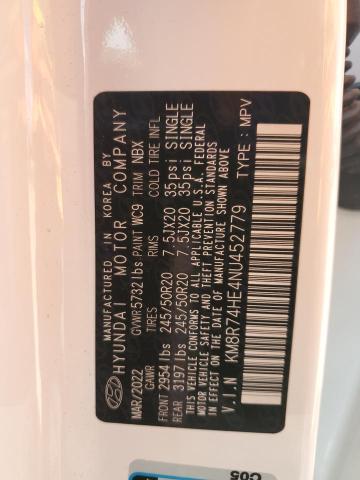 MANUFACTURED IN KOREA BY
HYUNDAI MOTOR COMPANY
MAR/2022 GVWR 5732 lbs PAINT WC9 TRIM NBX
GAWR TIRES RIMS COLD TIRE INFL
FRONT 2954 lbs 245/50R20 7.5JX20 35psi SINGLE
REAR 3197 lbs 245/50R20 7.5JX20 35psi SINGLE
THIS VEHICLE CONFORMS TO ALL APPLICABLE U.S.A. FEDERAL
MOTOR VEHICLE SAFETY, BUMPER, AND THEFT PREVENTION STANDARDS
IN EFFECT ON THE DATE OF MANUFACTURE SHOWN ABOVE
V.I.N KM8R74HE4NU452779 TYPE : MPV
C05